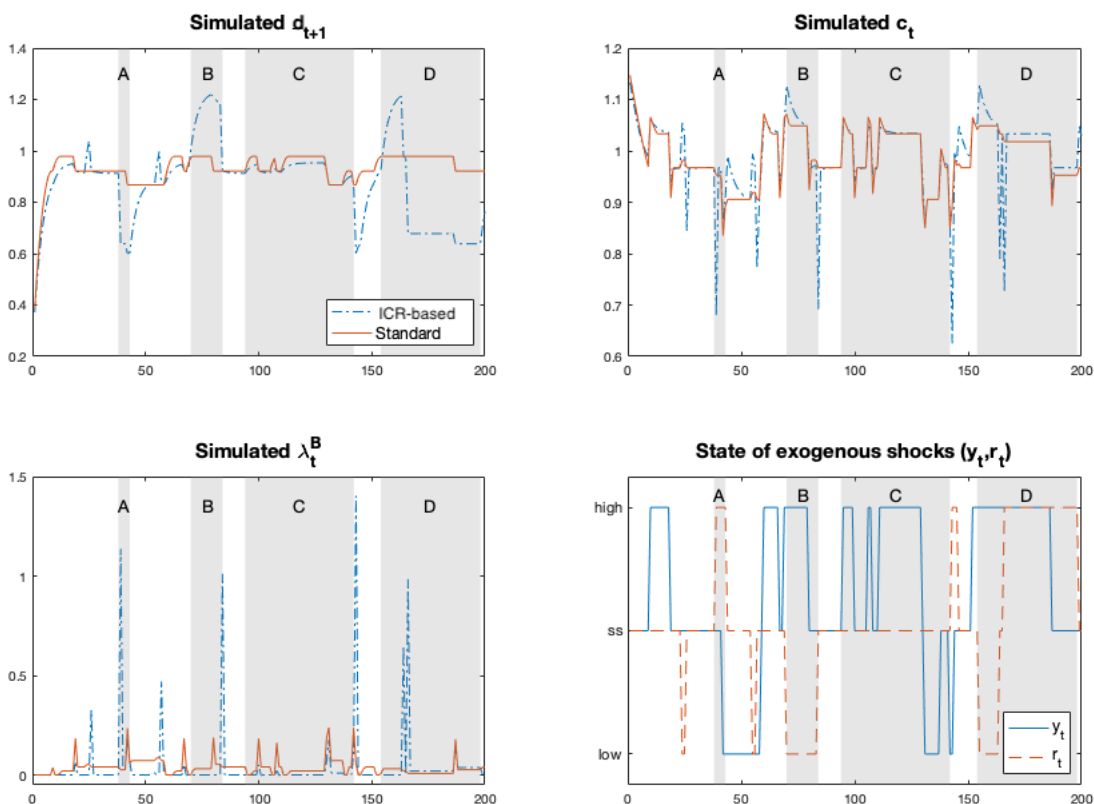 Simulated d_{t+1}
1.4
1.2
1
0.8
0.6
0.4
0.2
0 50 100 150 200
A B C D
ICR-based
Standard
Simulated c_t
1.2
1.1
1
0.9
0.8
0.7
0.6
0 50 100 150 200
A B C D
Simulated λ_t^B
1.5
1
0.5
0
0 50 100 150 200
A B C D
State of exogenous shocks (y_t,r_t)
high
ss
low
0 50 100 150 200
A B C D
y_t
r_t